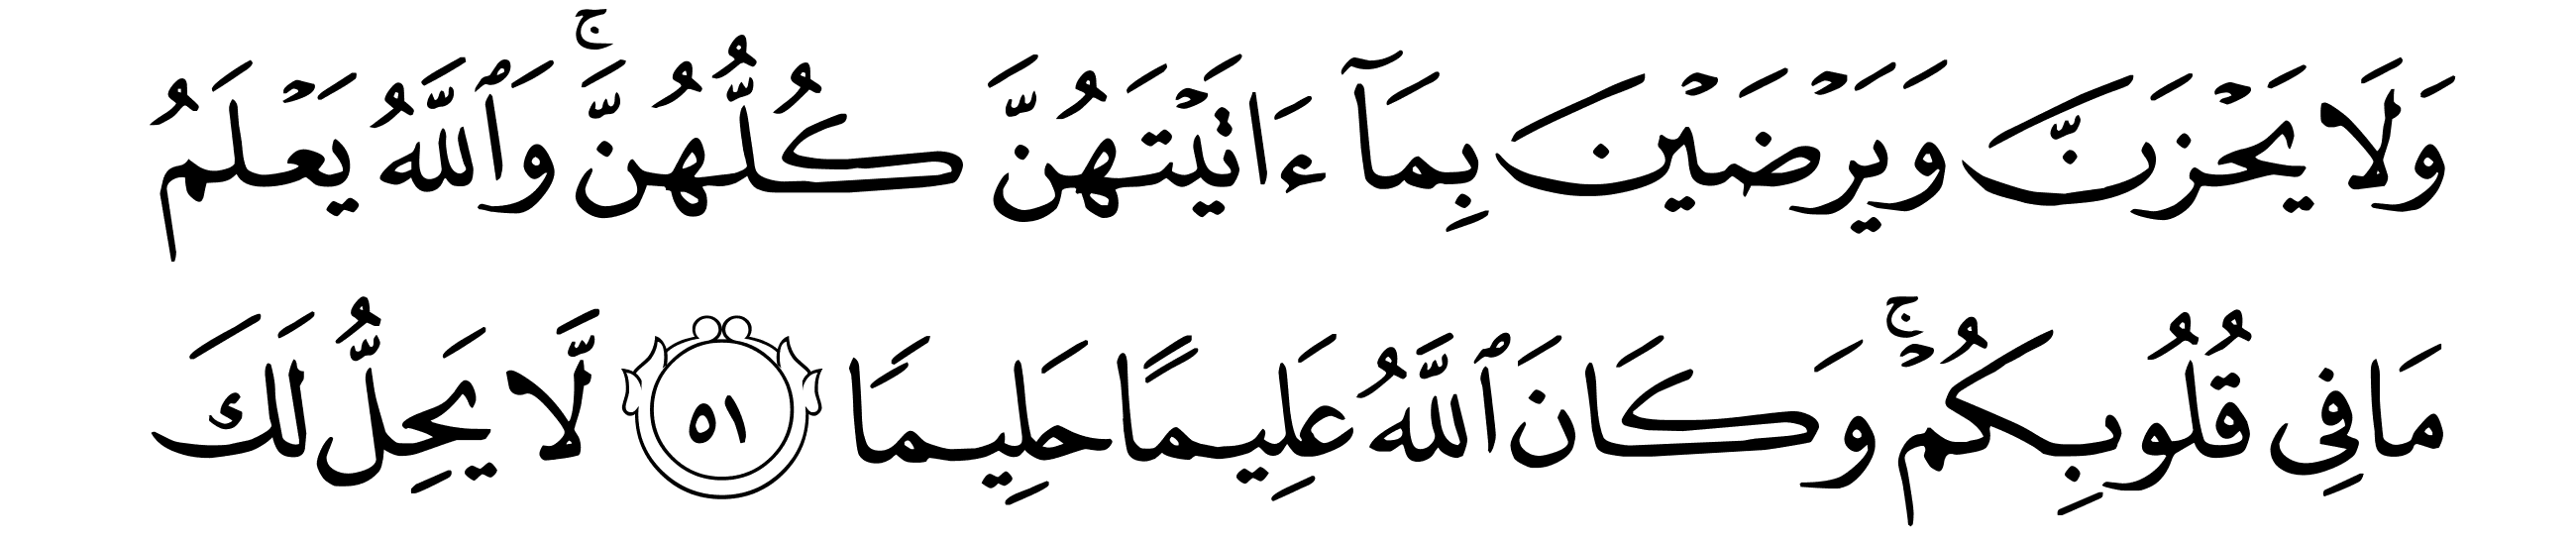 وَلَا يَحْزَنَّ وَيَرْضَيْنَ بِمَآ ءَاتَيْتَهُنَّ كُلُّهُنَّۚ وَٱللَّهُ يَعْلَمُ
مَا فِي قُلُوبِكُمْۚ وَكَانَ ٱللَّهُ عَلِيمًا حَلِيمًا ٥١ لَّا يَحِلُّ لَكَ